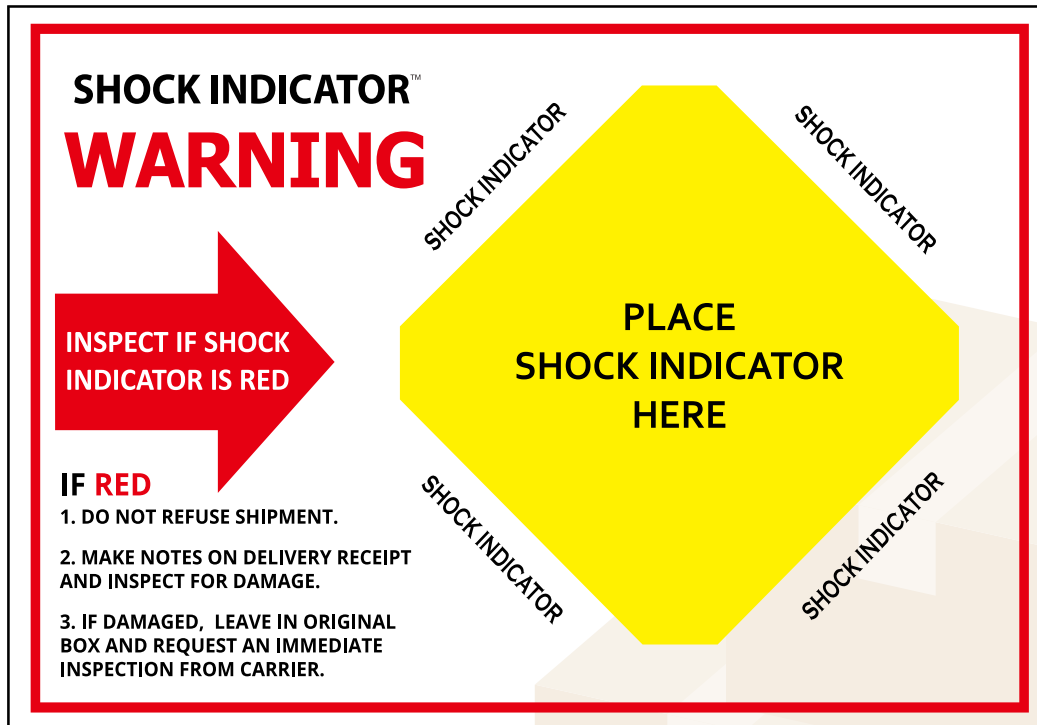 SHOCK INDICATOR™
WARNING
INSPECT IF SHOCK
INDICATOR IS RED
IF RED
1. DO NOT REFUSE SHIPMENT.
2. MAKE NOTES ON DELIVERY RECEIPT
AND INSPECT FOR DAMAGE.
3. IF DAMAGED, LEAVE IN ORIGINAL
BOX AND REQUEST AN IMMEDIATE
INSPECTION FROM CARRIER.
SHOCK INDICATOR
SHOCK INDICATOR
PLACE
SHOCK INDICATOR
HERE
SHOCK INDICATOR
SHOCK INDICATOR